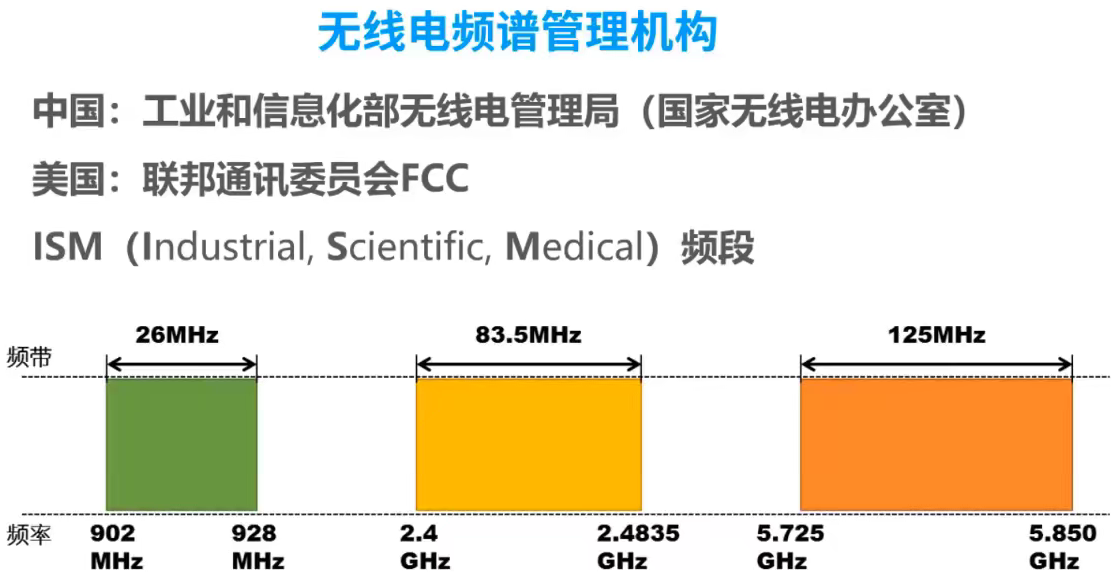 无线电频谱管理机构
中国：工业和信息化部无线电管理局（国家无线电办公室）
美国：联邦通讯委员会FCC
ISM（Industrial, Scientific, Medical）频段
26MHz 83.5MHz 125MHz
频带
频率 902 928 2.4 2.4835 5.725 5.850
MHz MHz GHz GHz GHz GHz